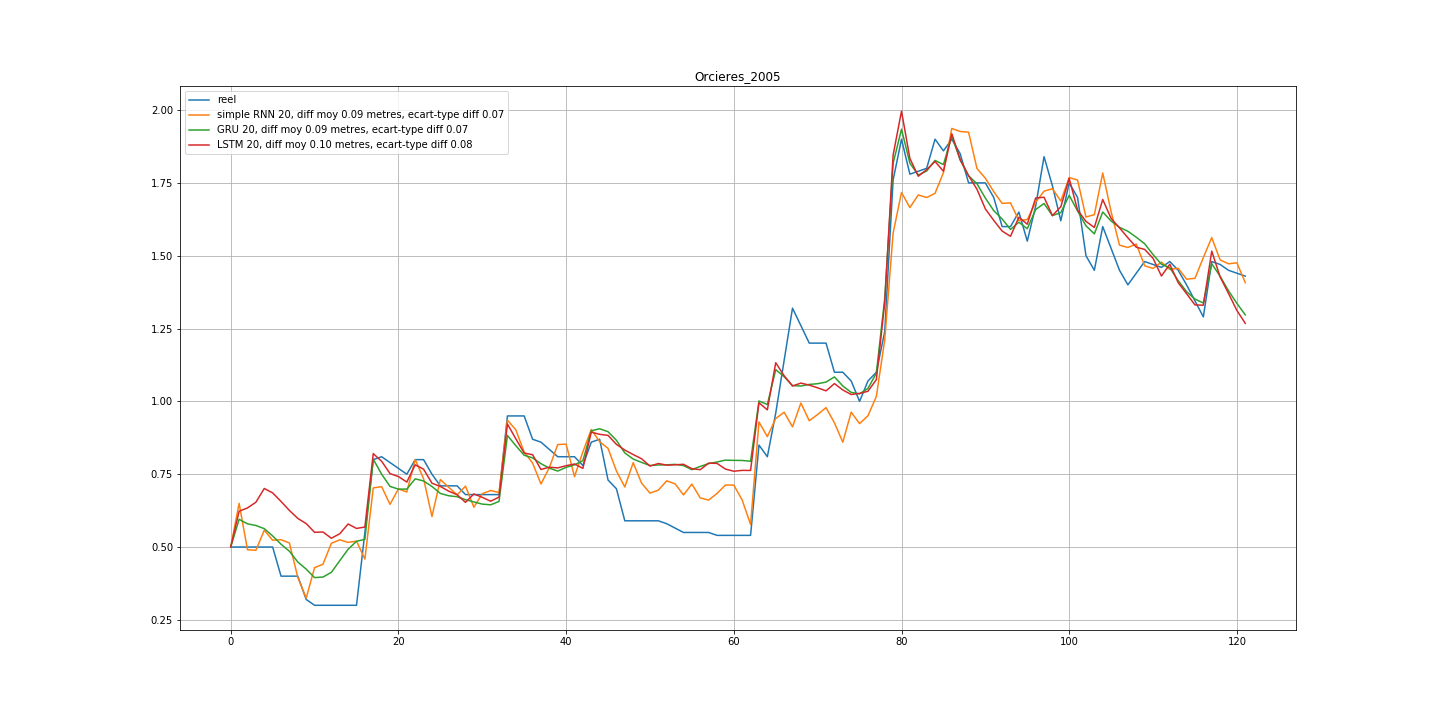 Orcieres_2005
reel
simple RNN 20, diff moy 0.09 metres, ecart-type diff 0.07
GRU 20, diff moy 0.09 metres, ecart-type diff 0.07
LSTM 20, diff moy 0.10 metres, ecart-type diff 0.08
2.00
1.75
1.50
1.25
1.00
0.75
0.50
0.25
0 20 40 60 80 100 120